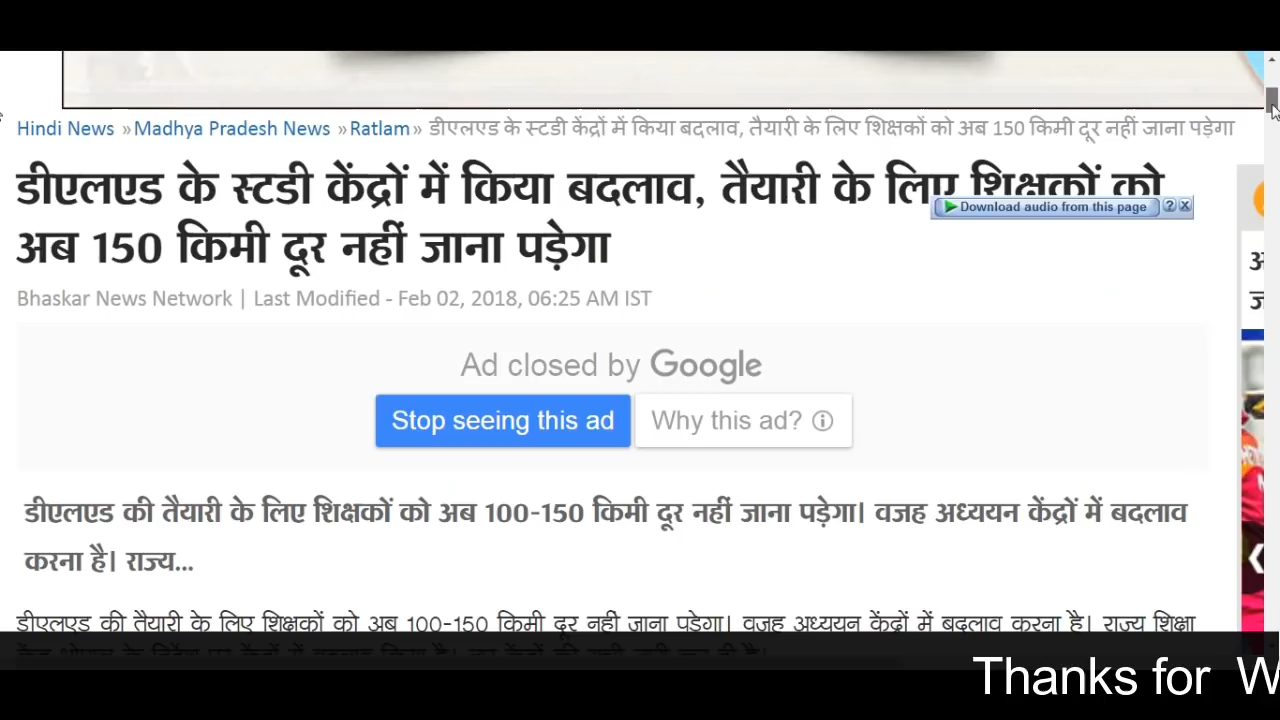 Hindi News » Madhya Pradesh News » Ratlam » डीएलएड के स्टडी केंद्रों में किया बदलाव, तैयारी के लिए शिक्षकों को अब 150 किमी दूर नहीं जाना पड़ेगा
डीएलएड के स्टडी केंद्रों में किया बदलाव, तैयारी के लिए शिक्षकों को
Download audio from this page ? X
अब 150 किमी दूर नहीं जाना पड़ेगा
Bhaskar News Network | Last Modified - Feb 02, 2018, 06:25 AM IST
Ad closed by Google
Stop seeing this ad Why this ad?
डीएलएड की तैयारी के लिए शिक्षकों को अब 100-150 किमी दूर नहीं जाना पड़ेगा। वजह अध्ययन केंद्रों में बदलाव
करना है। राज्य...
डीएलएड की तैयारी के लिए शिक्षकों को अब 100-150 किमी दूर नहीं जाना पड़ेगा। वजह अध्ययन केंद्रों में बदलाव करना है। राज्य शिक्षा
Thanks for W